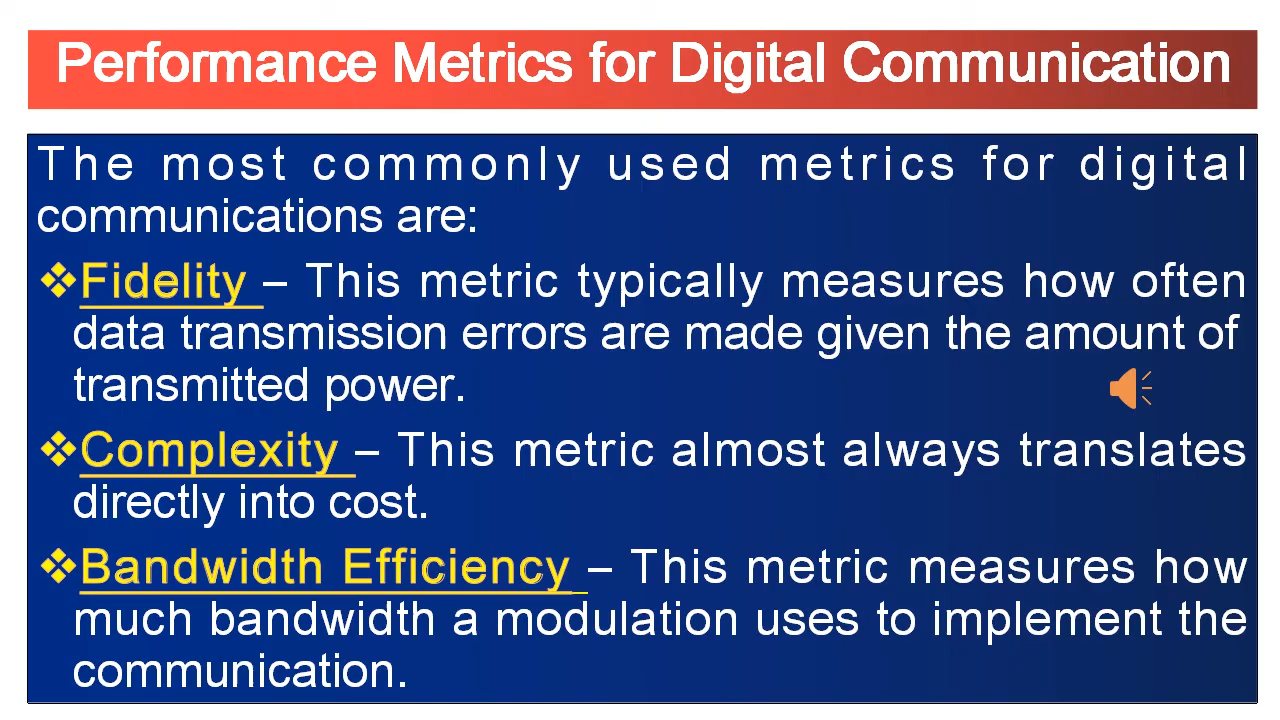 Performance Metrics for Digital Communication
The most commonly used metrics for digital
communications are:
❖Fidelity – This metric typically measures how often
data transmission errors are made given the amount of
transmitted power.
❖Complexity – This metric almost always translates
directly into cost.
❖Bandwidth Efficiency – This metric measures how
much bandwidth a modulation uses to implement the
communication.